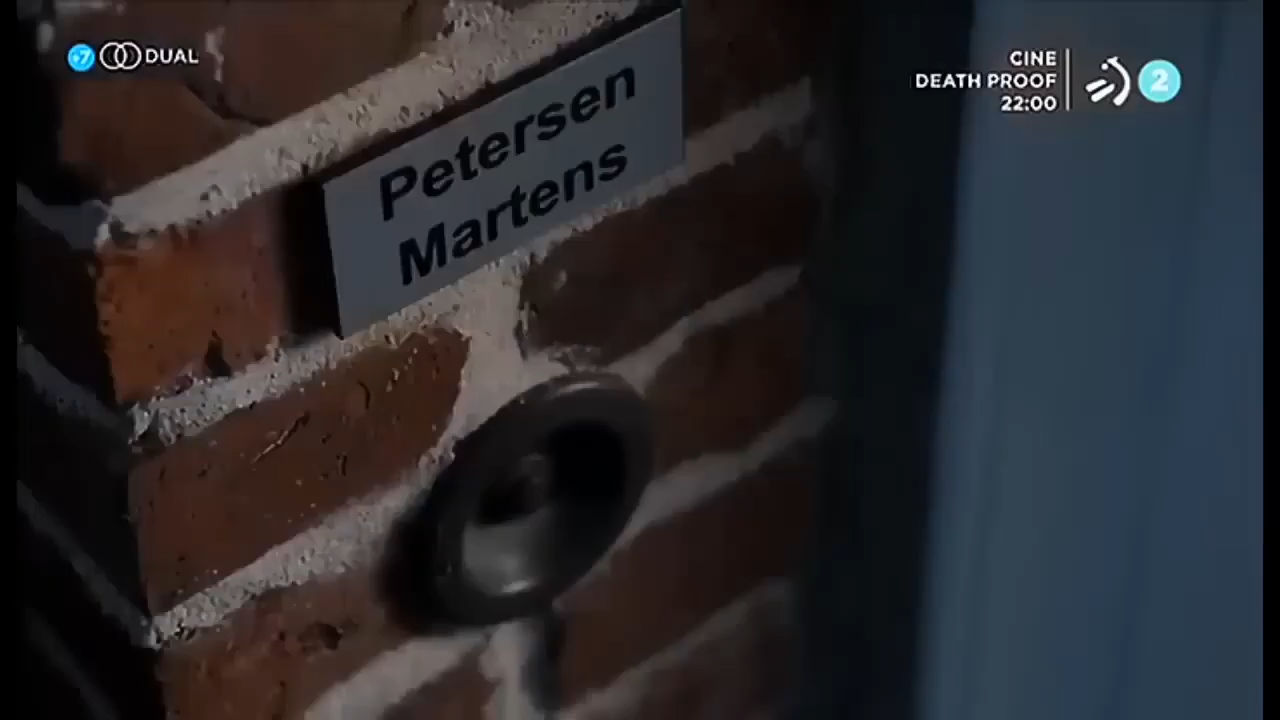 +7 DUAL
CINE
DEATH PROOF
22:00
2
Petersen
Martens